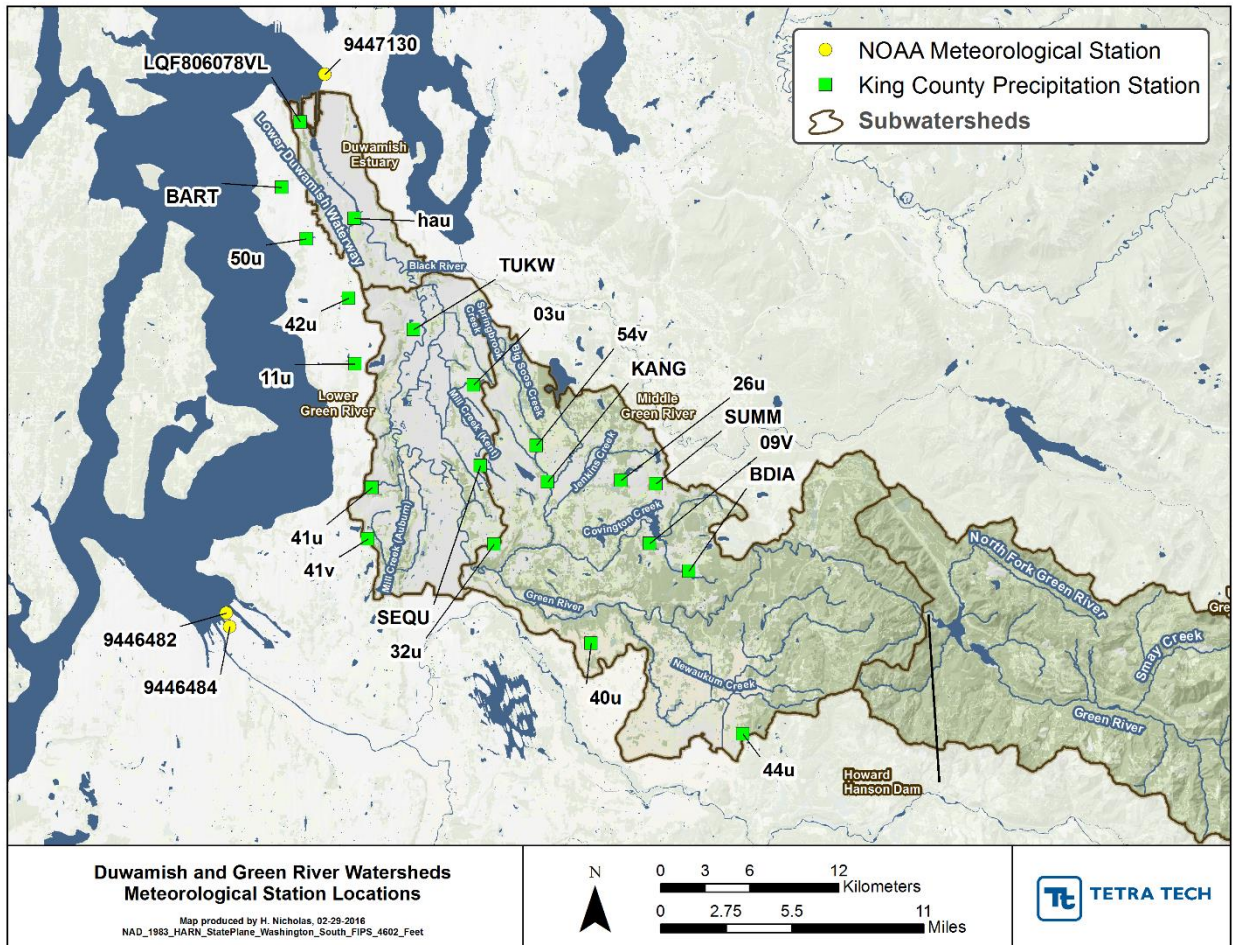 9447130
LQF806078VL
NOAA Meteorological Station
King County Precipitation Station
Subwatersheds
Lower Duwamish Waterway
Duwamish
Estuary
BART
hau
50u
Black River
TUKW
03u
42u
Springbrook
Creek
54v
Big Soos Creek
KANG
11u
Lower
Green River
Middle
Green River
26u
SUMM
Mill Creek (Kent)
09V
Jenkins Creek
BDIA
Covington Creek
41u
41v
Mill Creek (Auburn)
North Fork Green River
SEQU
Green River
9446482
32u
Smay Creek
9446484
40u
Newaukum Creek
Green River
44u
Howard
Hanson Dam
Duwamish and Green River Watersheds
Meteorological Station Locations
Map produced by H. Nicholas, 02-29-2016
NAD_1983_HARN_StatePlane_Washington_South_FIPS_4602_Feet
N
0 3 6 12
Kilometers
0 2.75 5.5 11
Miles
Tt TETRA TECH